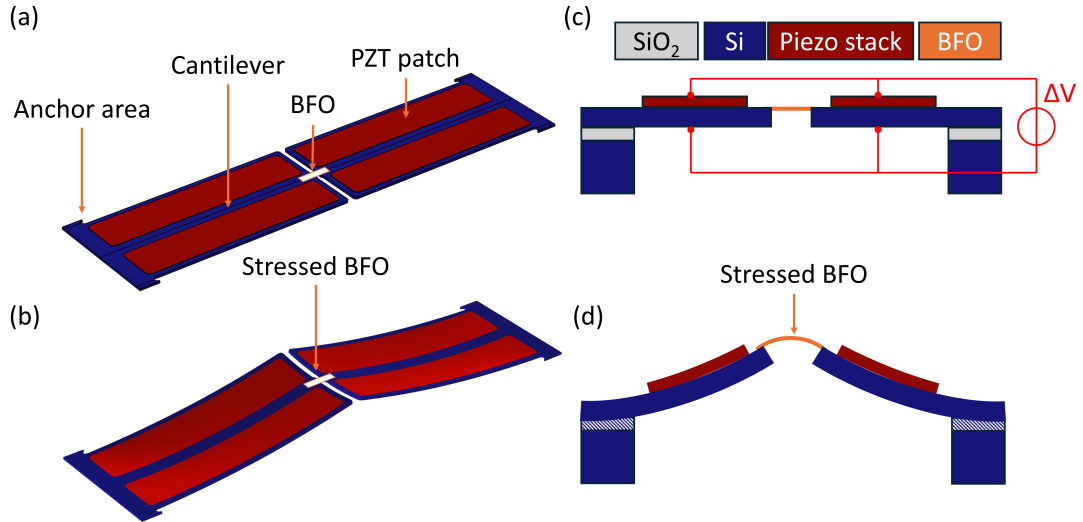 (a)
Cantilever
PZT patch
BFO
Anchor area
(c)
SiO₂
Si
Piezo stack
BFO
ΔV
Stressed BFO
(b)
Stressed BFO
(d)